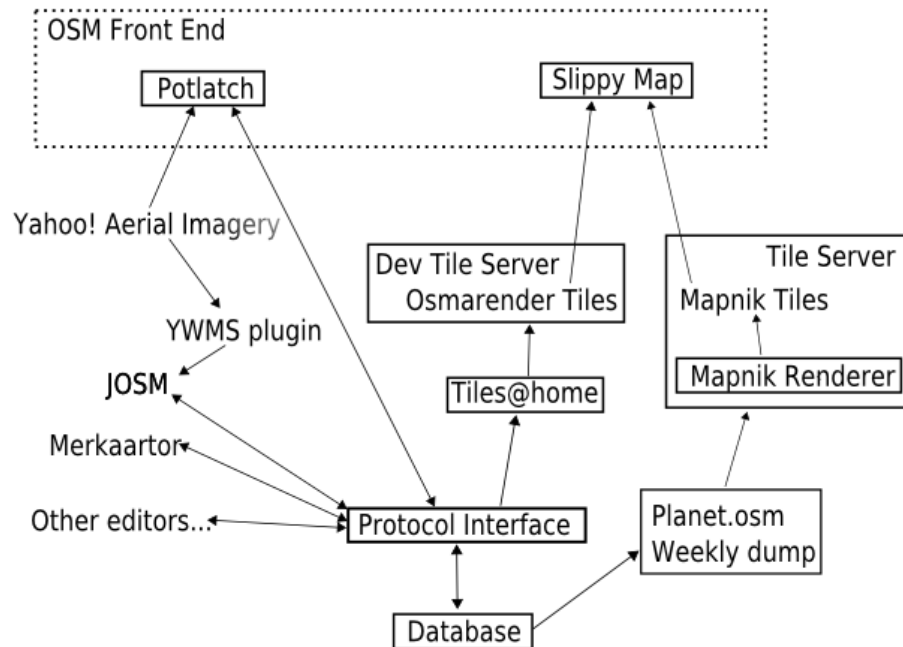 OSM Front End
Potlatch
Slippy Map
Yahoo! Aerial Imagery
Dev Tile Server
Osmarender Tiles
Tile Server
Mapnik Tiles
YWMS plugin
JOSM
Tiles@home
Mapnik Renderer
Merkaartor
Other editors...
Protocol Interface
Planet.osm
Weekly dump
Database